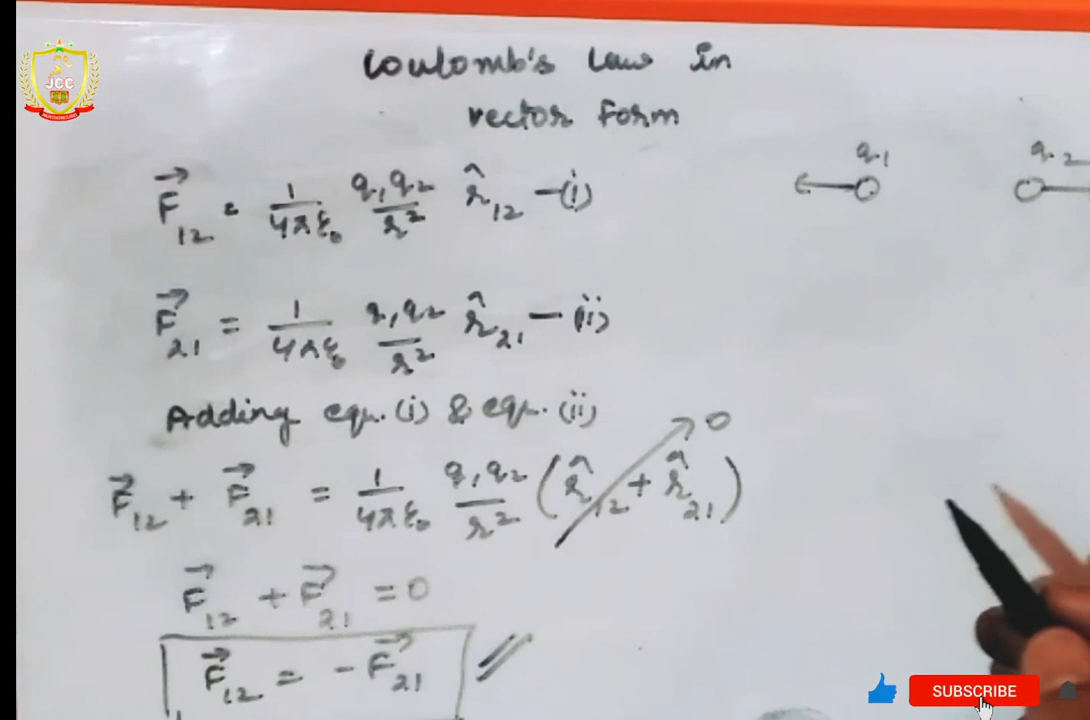 JCC
Coulomb's Law in
vector Form
q1 q2
F⃗12 = 1/4πε0 q1q2/r² r̂12 —(i)
F⃗21 = 1/4πε0 q1q2/r² r̂21 —(ii)
Adding eqn.(i) & eqn.(ii)
0
F⃗12 + F⃗21 = 1/4πε0 q1q2/r² (r̂12 + r̂21)
F⃗12 + F⃗21 = 0
F⃗12 = - F⃗21
SUBSCRIBE